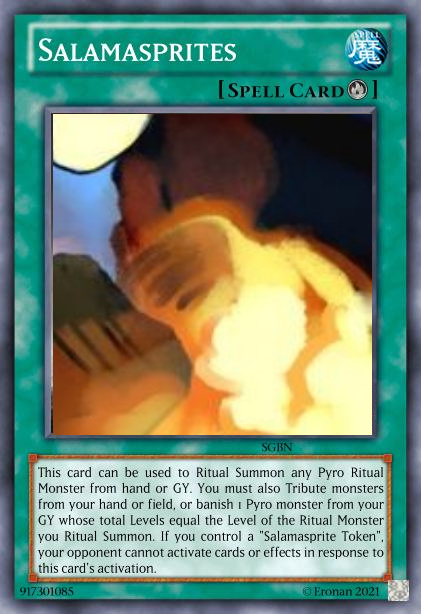 SALAMASPRITES
SPELL
魔
[SPELL CARD]
SGBN
This card can be used to Ritual Summon any Pyro Ritual
Monster from hand or GY. You must also Tribute monsters
from your hand or field, or banish 1 Pyro monster from your
GY whose total Levels equal the Level of the Ritual Monster
you Ritual Summon. If you control a "Salamasprite Token",
your opponent cannot activate cards or effects in response to
this card's activation.
917301085
© Eronan 2021